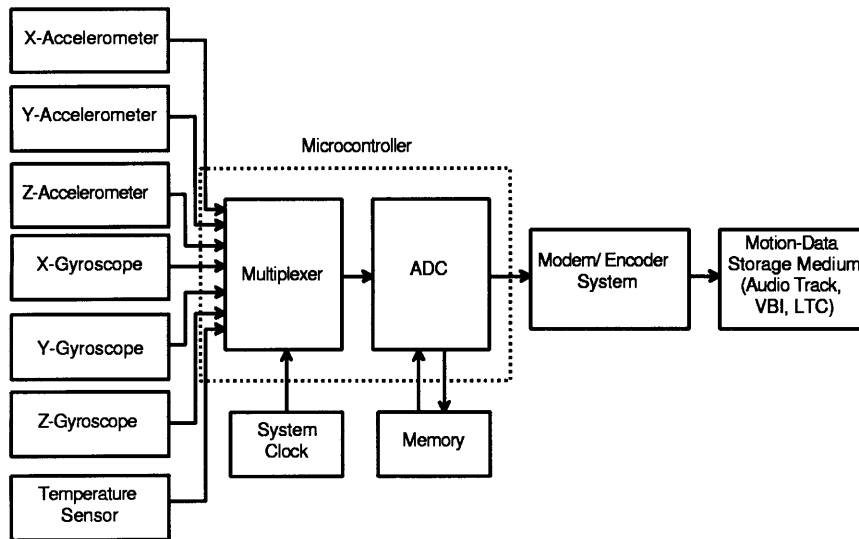 X-Accelerometer
Y-Accelerometer
Z-Accelerometer
X-Gyroscope
Y-Gyroscope
Z-Gyroscope
Temperature
Sensor
Microcontroller
Multiplexer
ADC
System
Clock
Memory
Modem/ Encoder
System
Motion-Data
Storage Medium
(Audio Track,
VBI, LTC)